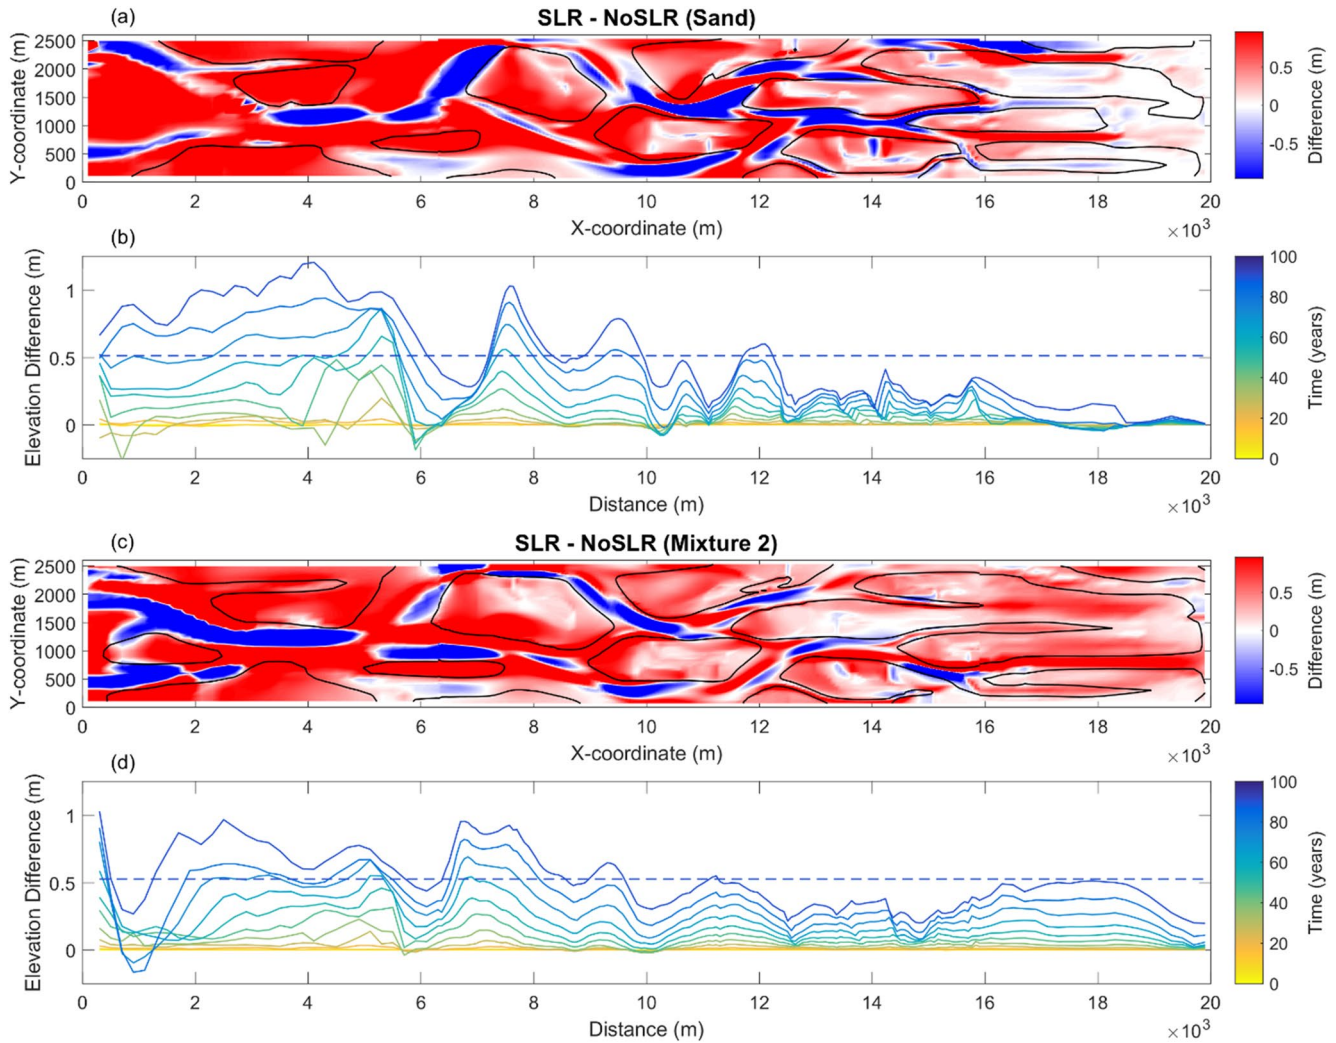 (a)
SLR - NoSLR (Sand)
Y-coordinate (m)
2500
2000
1500
1000
500
0
0 2 4 6 8 10 12 14 16 18 20
X-coordinate (m)
×10³
0.5
0
-0.5
Difference (m)
(b)
Elevation Difference (m)
1
0.5
0
0 2 4 6 8 10 12 14 16 18 20
Distance (m)
×10³
100
80
60
40
20
0
Time (years)
(c)
SLR - NoSLR (Mixture 2)
Y-coordinate (m)
2500
2000
1500
1000
500
0
0 2 4 6 8 10 12 14 16 18 20
X-coordinate (m)
×10³
0.5
0
-0.5
Difference (m)
(d)
Elevation Difference (m)
1
0.5
0
0 2 4 6 8 10 12 14 16 18 20
Distance (m)
×10³
100
80
60
40
20
0
Time (years)